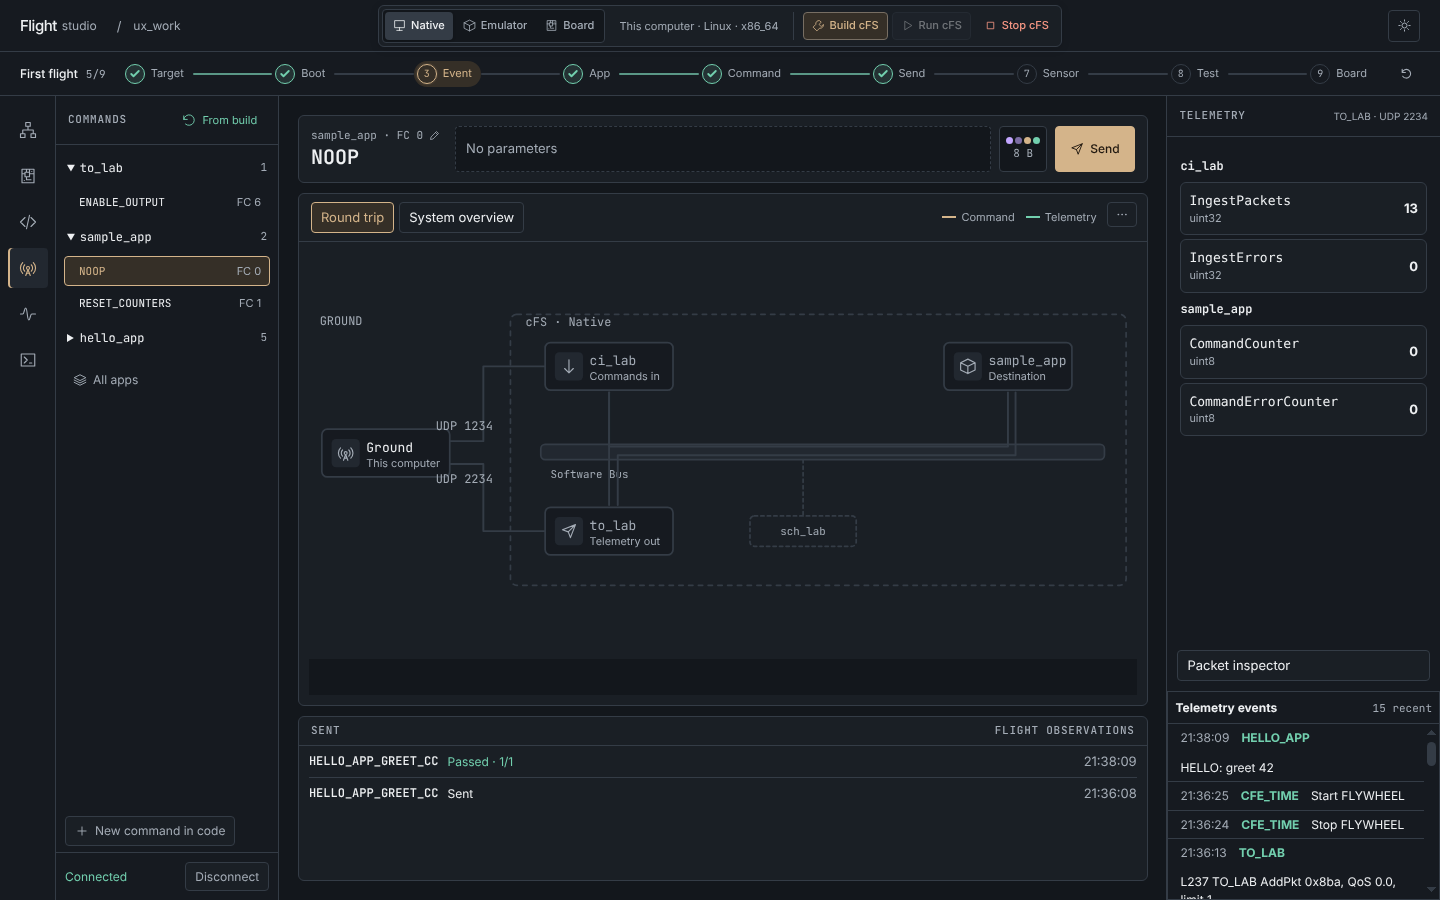 Flight studio / ux_work
Native Emulator Board This computer · Linux · x86_64 Build cFS Run cFS Stop cFS
First flight 5/9 Target Boot 3 Event App Command Send 7 Sensor 8 Test 9 Board
COMMANDS From build
to_lab 1
ENABLE_OUTPUT FC 6
sample_app 2
NOOP FC 0
RESET_COUNTERS FC 1
hello_app 5
All apps
New command in code
Connected Disconnect
sample_app · FC 0
NOOP
No parameters
8 B
Send
Round trip System overview Command Telemetry ...
GROUND
cFS · Native
ci_lab
Commands in
sample_app
Destination
UDP 1234
Ground
This computer
UDP 2234
Software Bus
to_lab
Telemetry out
sch_lab
SENT FLIGHT OBSERVATIONS
HELLO_APP_GREET_CC Passed · 1/1 21:38:09
HELLO_APP_GREET_CC Sent 21:36:08
TELEMETRY TO_LAB · UDP 2234
ci_lab
IngestPackets 13
uint32
IngestErrors 0
uint32
sample_app
CommandCounter 0
uint8
CommandErrorCounter 0
uint8
Packet inspector
Telemetry events 15 recent
21:38:09 HELLO_APP
HELLO: greet 42
21:36:25 CFE_TIME Start FLYWHEEL
21:36:24 CFE_TIME Stop FLYWHEEL
21:36:13 TO_LAB
L237 TO_LAB AddPkt 0x8ba, QoS 0.0,
limit 1